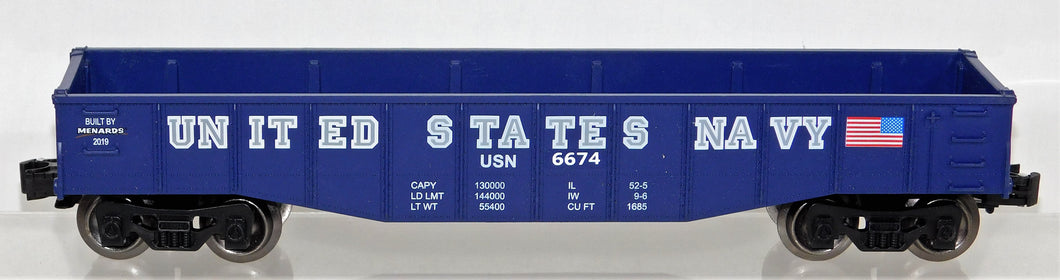 BUILT BY
MENARDS
2019
UNITED STATES NAVY
USN 6674
CAPY 130000 IL 52-5
LD LMT 144000 IW 9-6
LT WT 55400 CU FT 1685